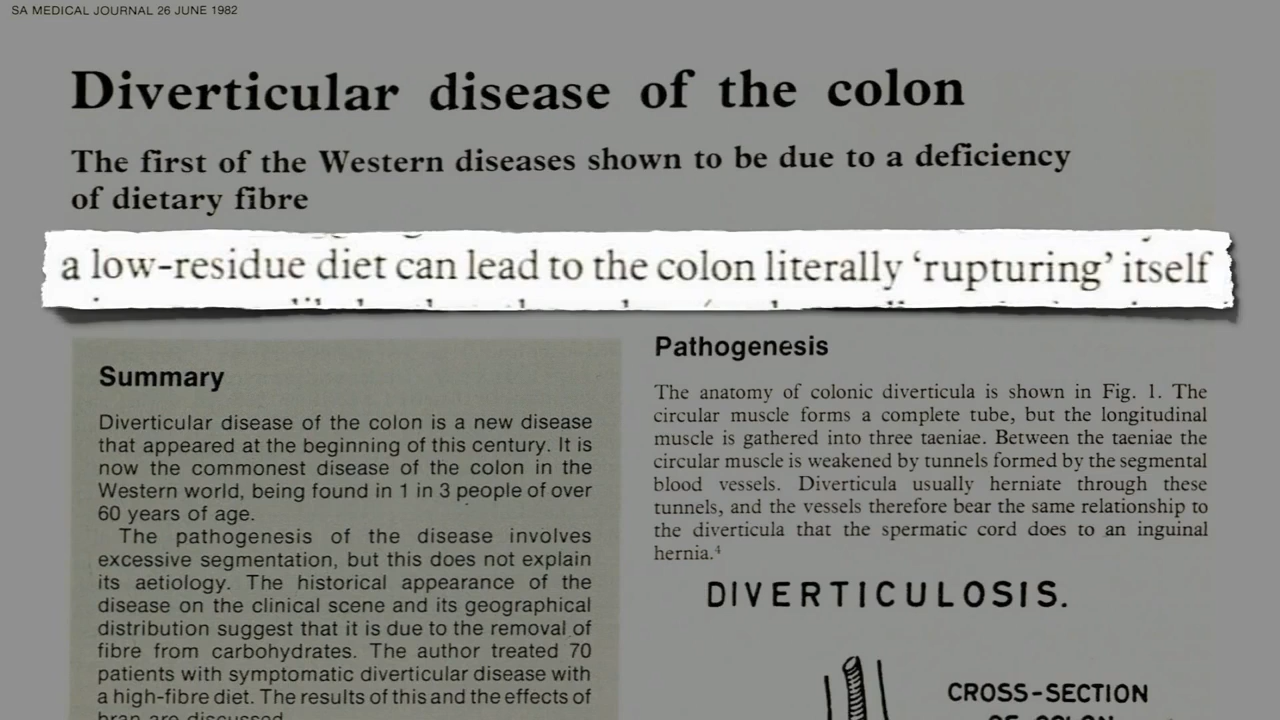 SA MEDICAL JOURNAL 26 JUNE 1982
Diverticular disease of the colon
The first of the Western diseases shown to be due to a deficiency
of dietary fibre
a low-residue diet can lead to the colon literally ‘rupturing’ itself
Summary
Diverticular disease of the colon is a new disease
that appeared at the beginning of this century. It is
now the commonest disease of the colon in the
Western world, being found in 1 in 3 people of over
60 years of age.
The pathogenesis of the disease involves
excessive segmentation, but this does not explain
its aetiology. The historical appearance of the
disease on the clinical scene and its geographical
distribution suggest that it is due to the removal of
fibre from carbohydrates. The author treated 70
patients with symptomatic diverticular disease with
a high-fibre diet. The results of this and the effects of
bran are discussed.
Pathogenesis
The anatomy of colonic diverticula is shown in Fig. 1. The
circular muscle forms a complete tube, but the longitudinal
muscle is gathered into three taeniae. Between the taeniae the
circular muscle is weakened by tunnels formed by the segmental
blood vessels. Diverticula usually herniate through these
tunnels, and the vessels therefore bear the same relationship to
the diverticula that the spermatic cord does to an inguinal
hernia.⁴
DIVERTICULOSIS.
CROSS-SECTION
OF COLON